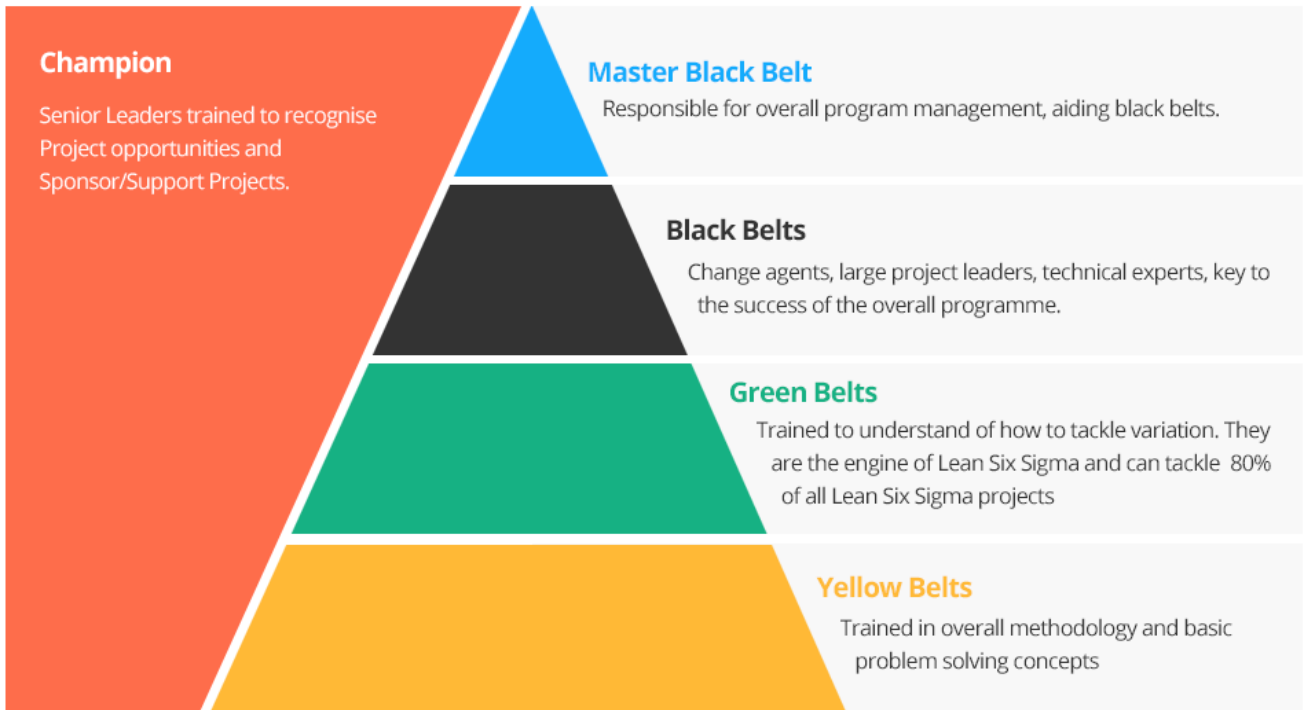 Champion
Senior Leaders trained to recognise
Project opportunities and
Sponsor/Support Projects.
Master Black Belt
Responsible for overall program management, aiding black belts.
Black Belts
Change agents, large project leaders, technical experts, key to
the success of the overall programme.
Green Belts
Trained to understand of how to tackle variation. They
are the engine of Lean Six Sigma and can tackle 80%
of all Lean Six Sigma projects
Yellow Belts
Trained in overall methodology and basic
problem solving concepts